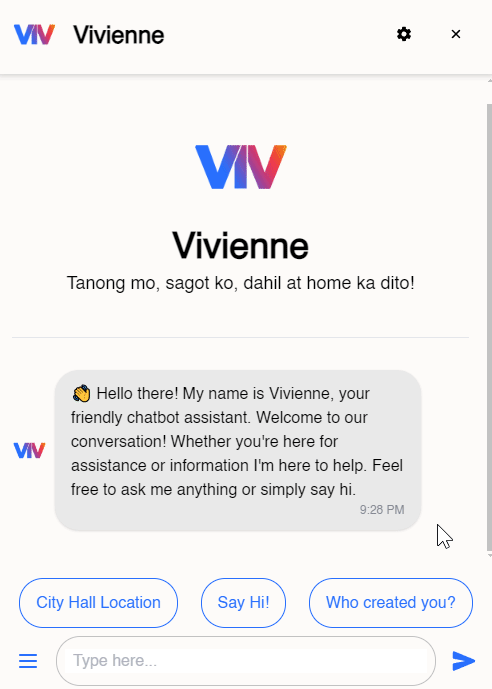 VIV Vivienne
VIV
Vivienne
Tanong mo, sagot ko, dahil at home ka dito!
👏 Hello there! My name is Vivienne, your
friendly chatbot assistant. Welcome to our
conversation! Whether you're here for
VIV
assistance or information I'm here to help. Feel
free to ask me anything or simply say hi.
9:28 PM
City Hall Location Say Hi! Who created you?
Type here...